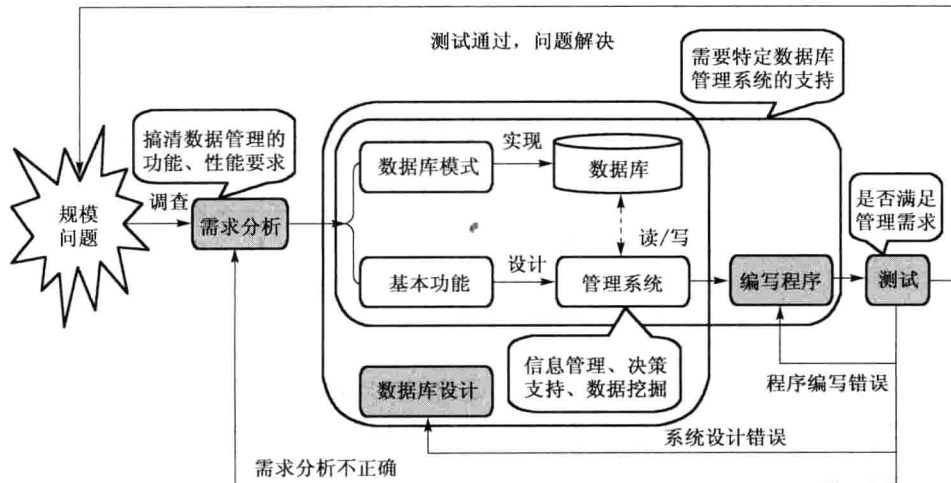 测试通过，问题解决
需要特定数据库
管理系统的支持
搞清数据管理的
功能、性能要求
实现
数据库模式
数据库
规模
问题
调查
需求分析
是否满足
管理需求
读/写
设计
基本功能
管理系统
编写程序
测试
信息管理、决策
支持、数据挖掘
数据库设计
程序编写错误
系统设计错误
需求分析不正确